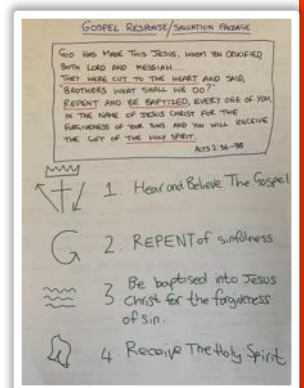 GOSPEL RESPONSE/SALVATION PACKAGE
GOD HAS MADE THIS JESUS, WHOM YOU CRUCIFIED,
BOTH LORD AND MESSIAH....
THEY WERE CUT TO THE HEART AND SAID,
"BROTHERS WHAT SHALL WE DO?"
REPENT AND BE BAPTIZED, EVERY ONE OF YOU,
IN THE NAME OF JESUS CHRIST FOR THE
FORGIVENESS OF YOUR SINS AND YOU WILL RECEIVE
THE GIFT OF THE HOLY SPIRIT.
ACTS 2:36-38
1. Hear and Believe The Gospel
2. REPENT of sinfulness
3 Be baptised into Jesus
Christ for the forgiveness
of sin.
4. Receive The Holy Spirit